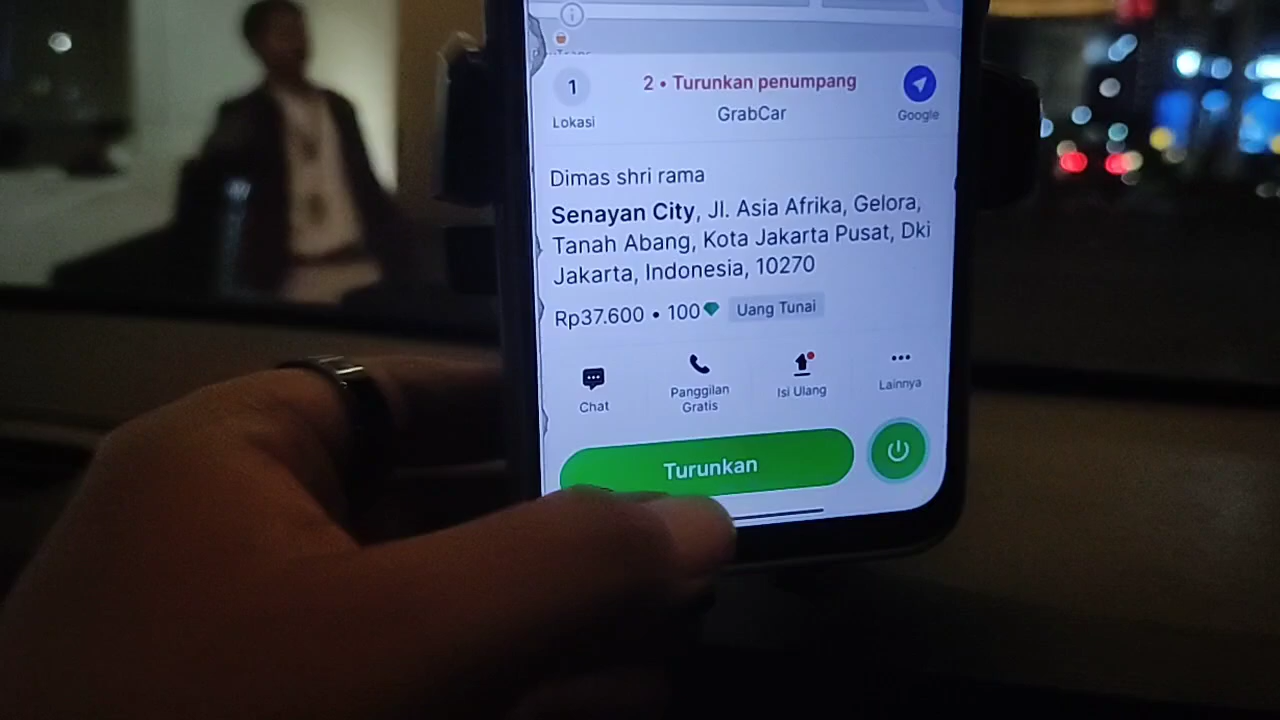 1
Lokasi
2 • Turunkan penumpang
GrabCar
Google
Dimas shri rama
Senayan City, Jl. Asia Afrika, Gelora,
Tanah Abang, Kota Jakarta Pusat, Dki
Jakarta, Indonesia, 10270
Rp37.600 • 100 Uang Tunai
Chat
Panggilan
Gratis
Isi Ulang
Lainnya
Turunkan